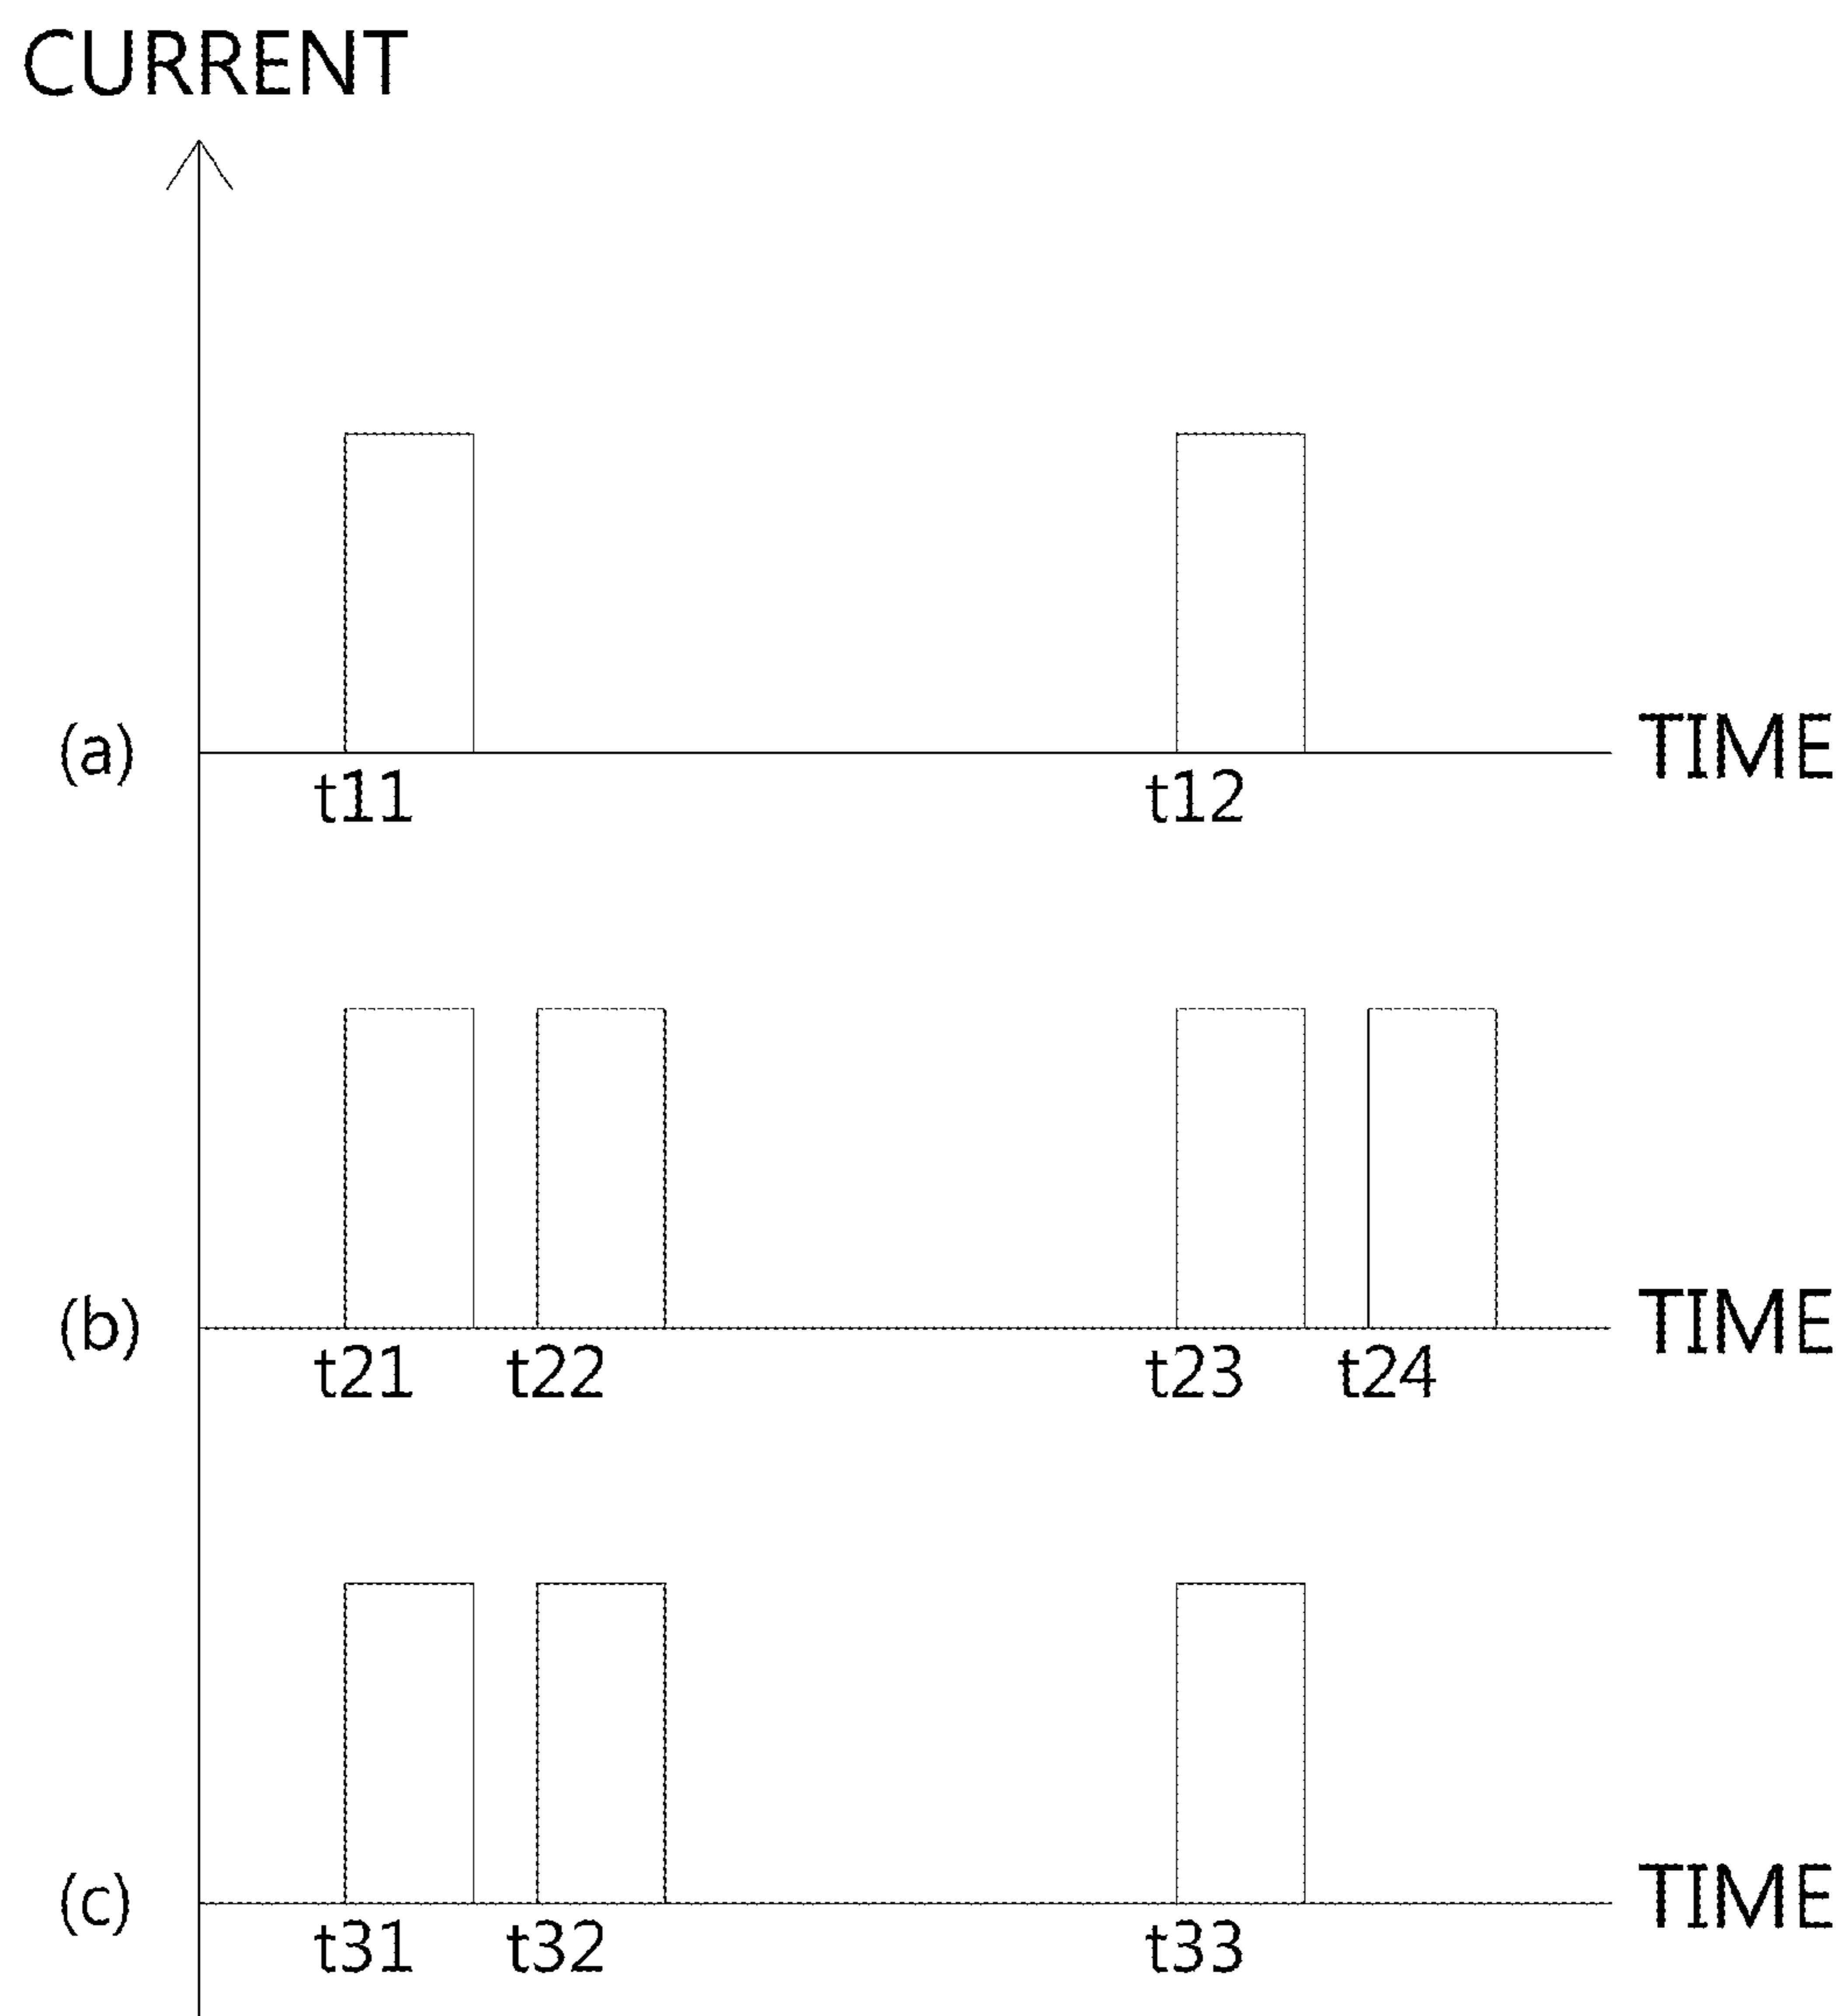 CURRENT
(a) TIME
t11 t12
(b) TIME
t21 t22 t23 t24
(c) TIME
t31 t32 t33